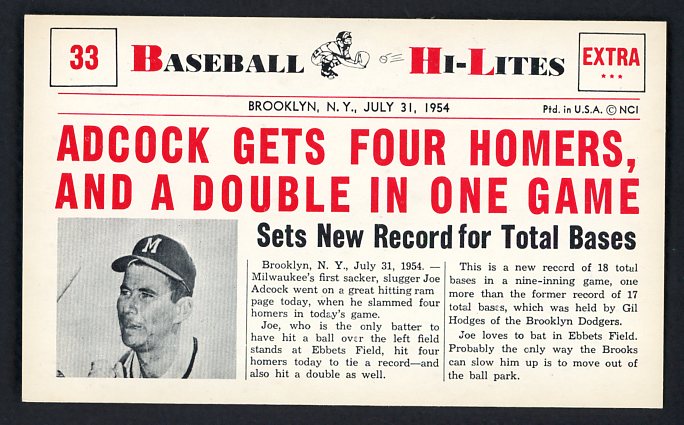 33
BASEBALL HI-LITES
EXTRA
BROOKLYN, N. Y., JULY 31, 1954
Ptd. in U.S.A. © NCI
ADCOCK GETS FOUR HOMERS,
AND A DOUBLE IN ONE GAME
M
Sets New Record for Total Bases
Brooklyn, N. Y., July 31, 1954. —
Milwaukee's first sacker, slugger Joe
Adcock went on a great hitting ram
page today, when he slammed four
homers in today's game.
Joe, who is the only batter to
have hit a ball over the left field
stands at Ebbets Field, hit four
homers today to tie a record—and
also hit a double as well.
This is a new record of 18 total
bases in a nine-inning game, one
more than the former record of 17
total bases, which was held by Gil
Hodges of the Brooklyn Dodgers.
Joe loves to bat in Ebbets Field.
Probably the only way the Brooks
can slow him up is to move out of
the ball park.